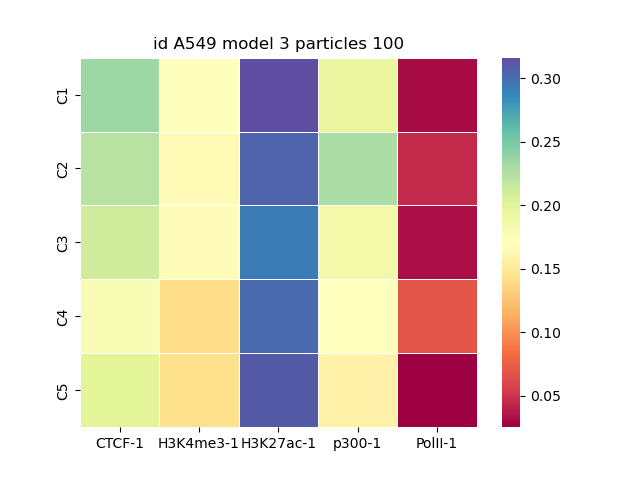 id A549 model 3 particles 100
C1
C2
C3
C4
C5
CTCF-1 H3K4me3-1 H3K27ac-1 p300-1 PolII-1
0.30
0.25
0.20
0.15
0.10
0.05